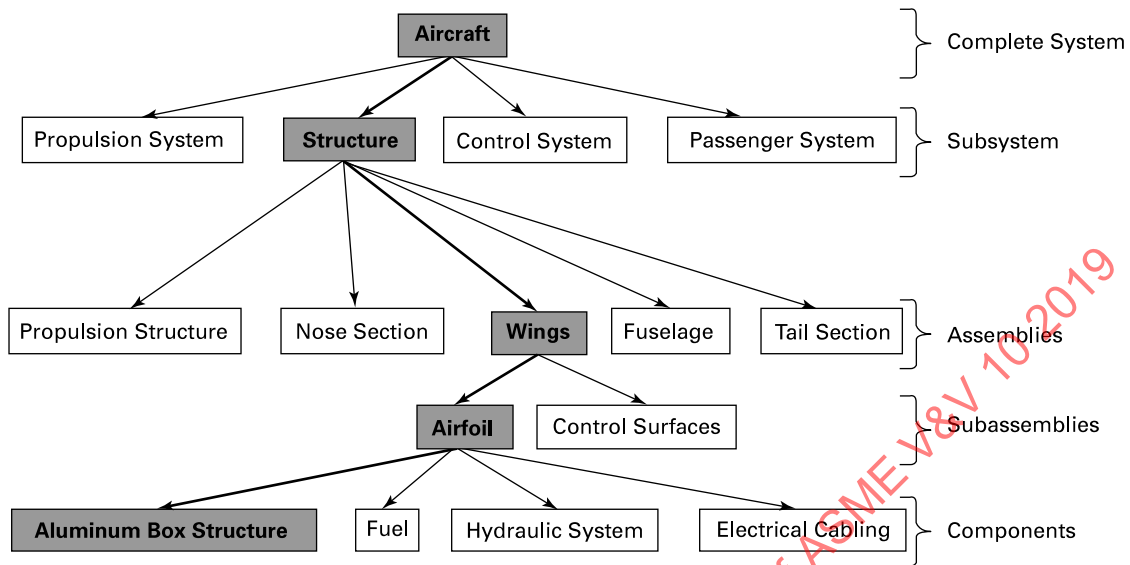 Aircraft
Complete System
Propulsion System
Structure
Control System
Passenger System
Subsystem
Propulsion Structure
Nose Section
Wings
Fuselage
Tail Section
Assemblies
Airfoil
Control Surfaces
Subassemblies
Aluminum Box Structure
Fuel
Hydraulic System
Electrical Cabling
Components
of ASME V&V 10 2019